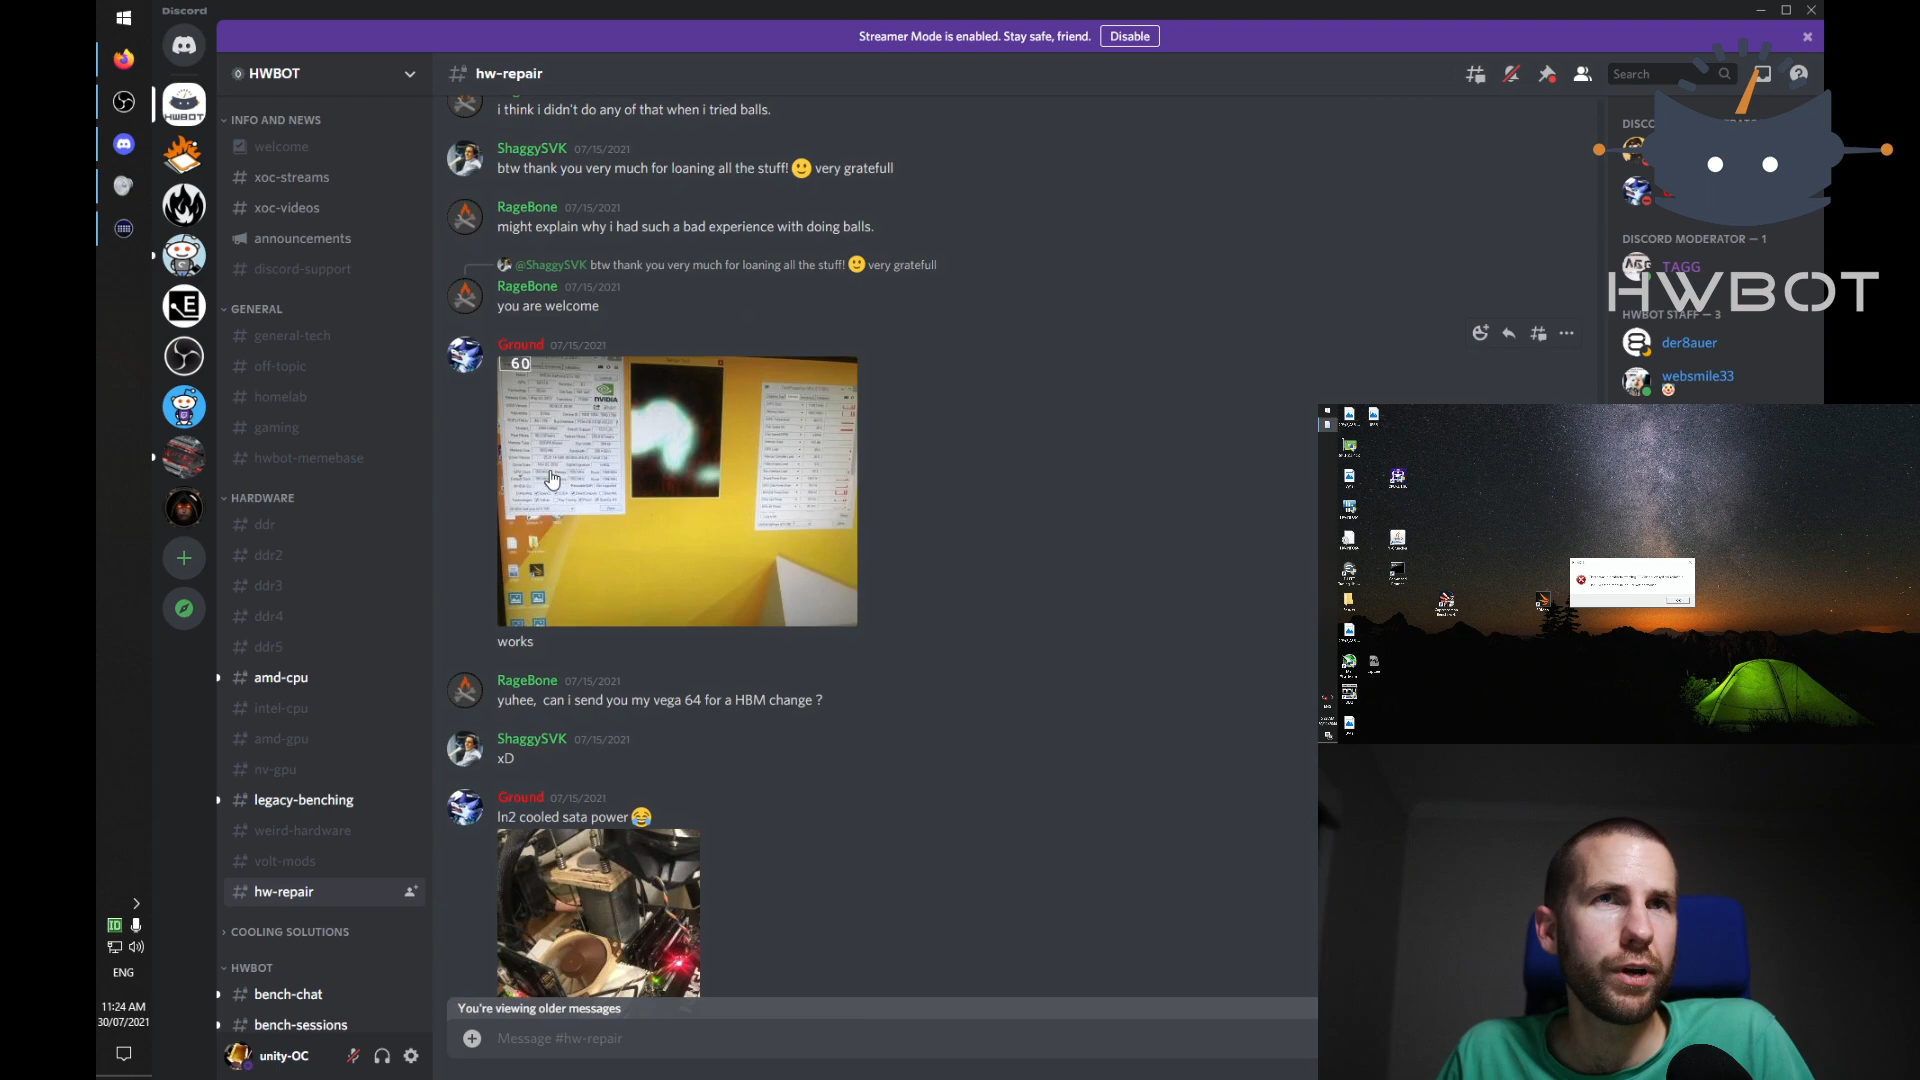 Discord
Streamer Mode is enabled. Stay safe, friend.
Disable
HWBOT
hw-repair
Search
INFO AND NEWS
welcome
xoc-streams
xoc-videos
announcements
discord-support
GENERAL
general-tech
off-topic
homelab
gaming
hwbot-memebase
HARDWARE
ddr
ddr2
ddr3
ddr4
ddr5
amd-cpu
intel-cpu
amd-gpu
nv-gpu
legacy-benching
weird-hardware
volt-mods
hw-repair
COOLING SOLUTIONS
HWBOT
bench-chat
bench-sessions
unity-OC
ENG
11:24 AM
30/07/2021
i think i didn't do any of that when i tried balls.
ShaggySVK 07/15/2021
btw thank you very much for loaning all the stuff! very gratefull
RageBone 07/15/2021
might explain why i had such a bad experience with doing balls.
@ShaggySVK btw thank you very much for loaning all the stuff! very gratefull
RageBone 07/15/2021
you are welcome
Ground 07/15/2021
60
NVIDIA
works
RageBone 07/15/2021
yuhee, can i send you my vega 64 for a HBM change ?
ShaggySVK 07/15/2021
xD
Ground 07/15/2021
ln2 cooled sata power
You're viewing older messages
Message #hw-repair
DISCORD MODERATOR — 1
TAGG
HWBOT
HWBOT STAFF — 3
der8auer
websmile33